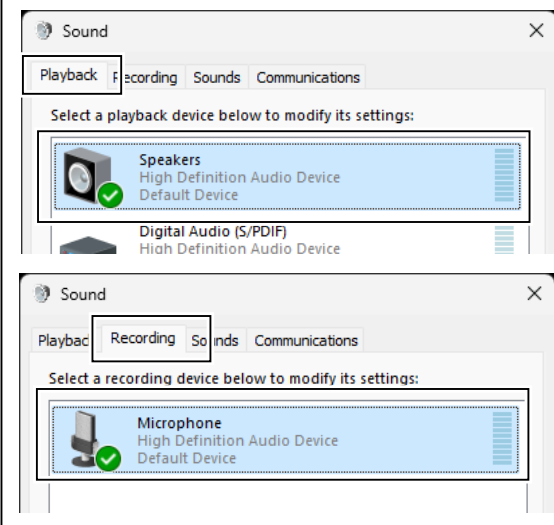 Sound
Playback Recording Sounds Communications
Select a playback device below to modify its settings:
Speakers
High Definition Audio Device
Default Device
Digital Audio (S/PDIF)
High Definition Audio Device
Sound
Playback Recording Sounds Communications
Select a recording device below to modify its settings:
Microphone
High Definition Audio Device
Default Device